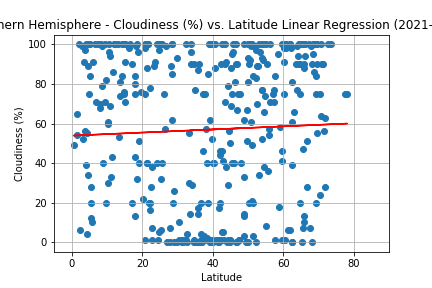 ern Hemisphere - Cloudiness (%) vs. Latitude Linear Regression (2021-
100
80
60
40
20
0
Cloudiness (%)
0 20 40 60 80
Latitude